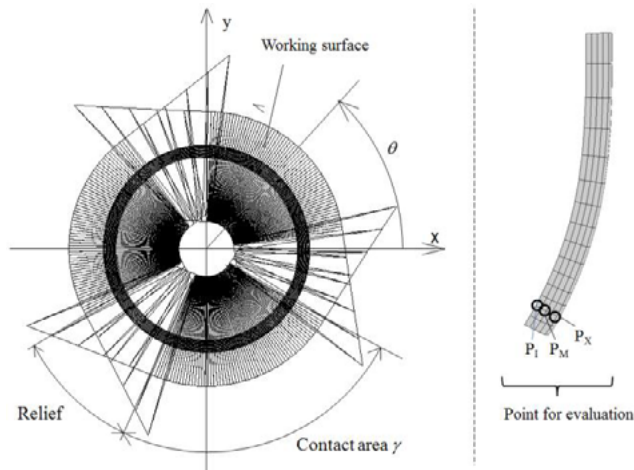 y
Working surface
θ
x
Relief
Contact area γ
P_I
P_M
P_X
Point for evaluation